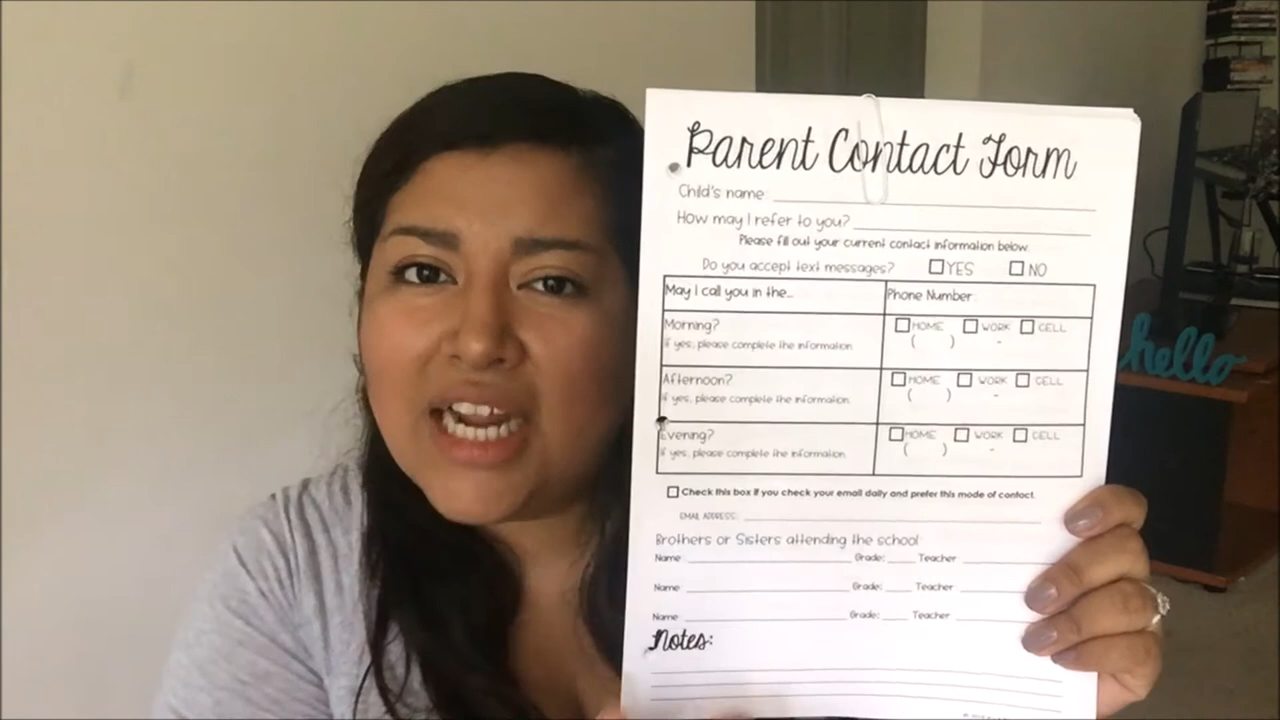 Parent Contact Form
Child's name
How may I refer to you?
Please fill out your current contact information below.
Do you accept text messages? YES NO
May I call you in the... Phone Number
Morning? HOME WORK CELL
If yes, please complete the information. ( ) -
Afternoon? HOME WORK CELL
If yes, please complete the information. ( ) -
Evening? HOME WORK CELL
If yes, please complete the information. ( ) -
Check this box if you check your email daily and prefer this mode of contact.
EMAIL ADDRESS:
Brothers or Sisters attending the school:
Name: Grade: Teacher
Name: Grade: Teacher
Name: Grade: Teacher
Notes:
hello